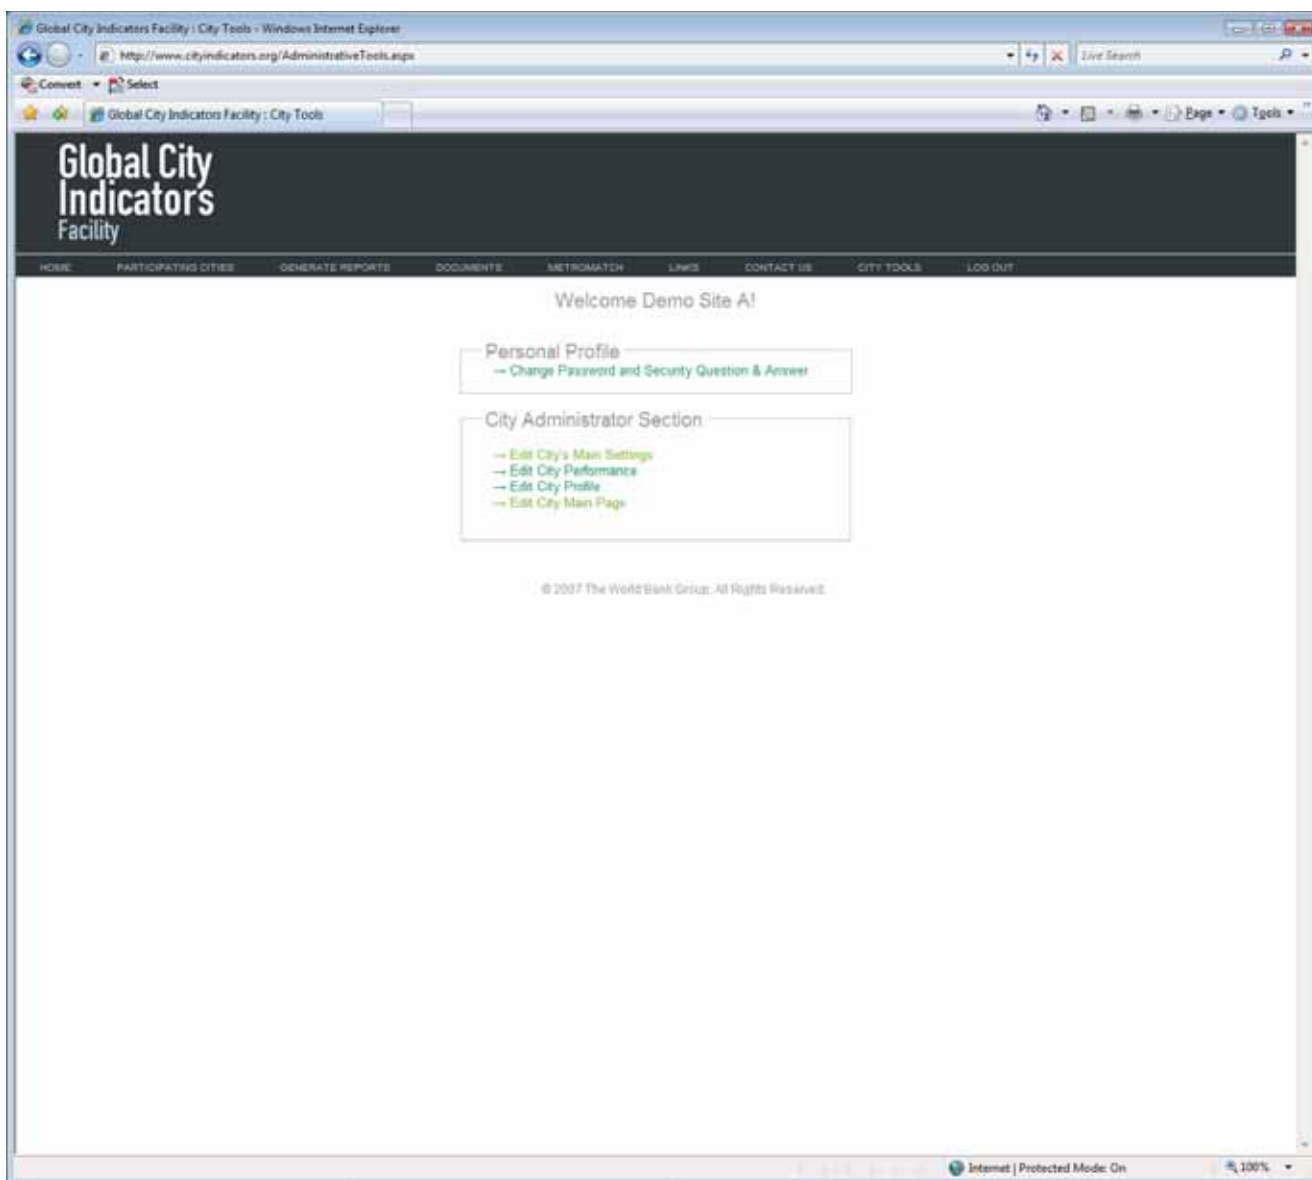 Global City Indicators Facility : City Tools - Windows Internet Explorer
http://www.cityindicators.org/AdministrativeTools.aspx
Live Search
Convert Select
Global City Indicators Facility : City Tools
Page Tools
Global City
Indicators
Facility
HOME PARTICIPATING CITIES GENERATE REPORTS DOCUMENTS METROMATCH LINKS CONTACT US CITY TOOLS LOG OUT
Welcome Demo Site A!
Personal Profile
→ Change Password and Security Question & Answer
City Administrator Section
→ Edit City's Main Settings
→ Edit City Performance
→ Edit City Profile
→ Edit City Main Page
© 2007 The World Bank Group, All Rights Reserved.
Internet | Protected Mode: On
100%